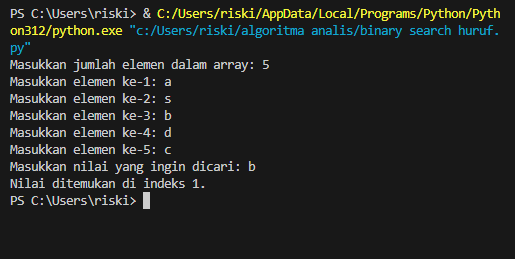 PS C:\Users\riski> & C:/Users/riski/AppData/Local/Programs/Python/Pyth
on312/python.exe "c:/Users/riski/algoritma analis/binary search huruf.
py"
Masukkan jumlah elemen dalam array: 5
Masukkan elemen ke-1: a
Masukkan elemen ke-2: s
Masukkan elemen ke-3: b
Masukkan elemen ke-4: d
Masukkan elemen ke-5: c
Masukkan nilai yang ingin dicari: b
Nilai ditemukan di indeks 1.
PS C:\Users\riski>